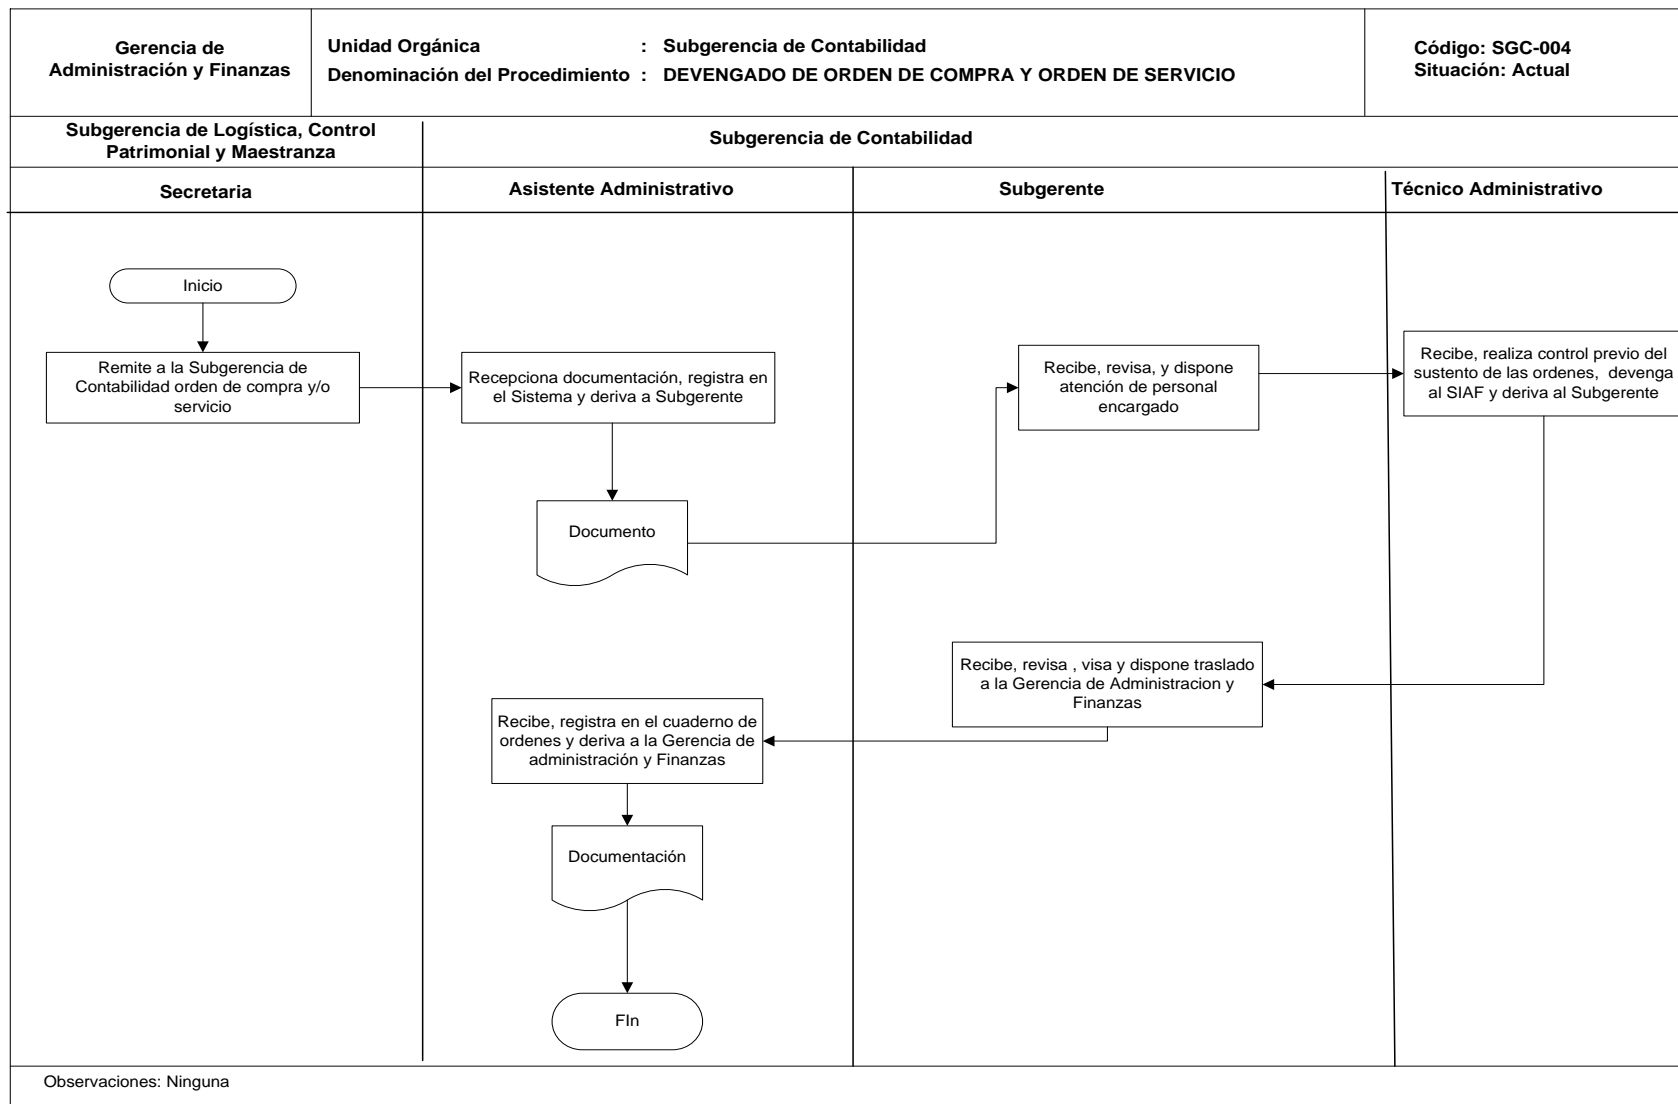 Gerencia de
Administración y Finanzas
Unidad Orgánica : Subgerencia de Contabilidad
Denominación del Procedimiento : DEVENGADO DE ORDEN DE COMPRA Y ORDEN DE SERVICIO
Código: SGC-004
Situación: Actual
Subgerencia de Logística, Control
Patrimonial y Maestranza
Subgerencia de Contabilidad
Secretaria
Asistente Administrativo
Subgerente
Técnico Administrativo
Inicio
Remite a la Subgerencia de
Contabilidad orden de compra y/o
servicio
Recepciona documentación, registra en
el Sistema y deriva a Subgerente
Documento
Recibe, revisa, y dispone
atención de personal
encargado
Recibe, realiza control previo del
sustento de las ordenes, devenga
al SIAF y deriva al Subgerente
Recibe, revisa , visa y dispone traslado
a la Gerencia de Administracion y
Finanzas
Recibe, registra en el cuaderno de
ordenes y deriva a la Gerencia de
administración y Finanzas
Documentación
FIn
Observaciones: Ninguna